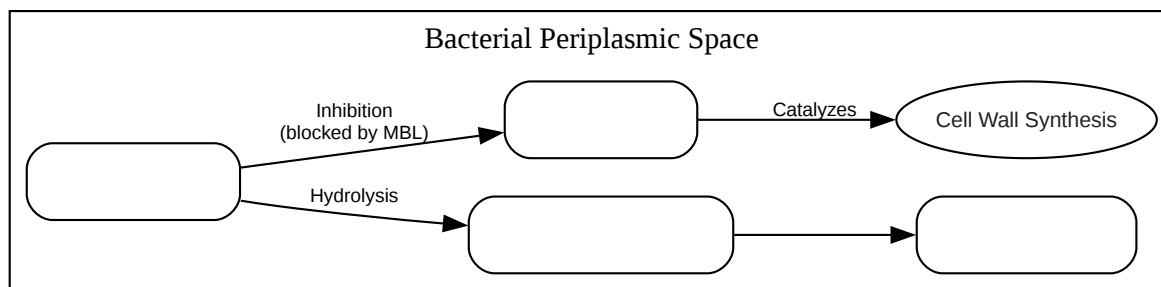 Bacterial Periplasmic Space
Inhibition
(blocked by MBL)
Catalyzes
Cell Wall Synthesis
Hydrolysis